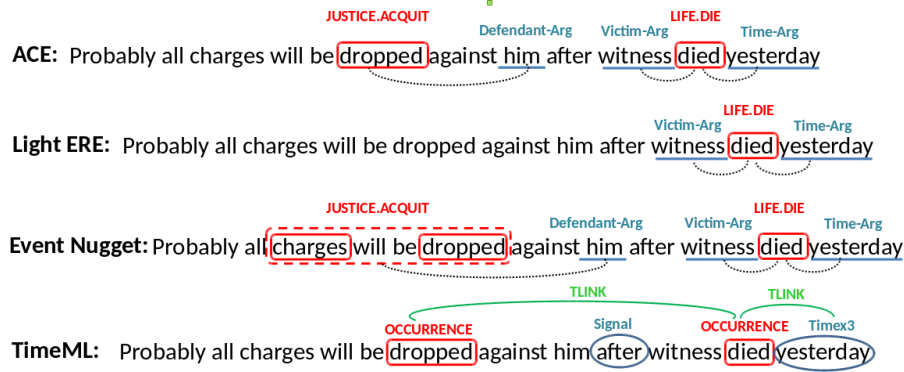 JUSTICE.ACQUIT LIFE.DIE
Defendant-Arg Victim-Arg Time-Arg
ACE: Probably all charges will be dropped against him after witness died yesterday
LIFE.DIE
Victim-Arg Time-Arg
Light ERE: Probably all charges will be dropped against him after witness died yesterday
JUSTICE.ACQUIT LIFE.DIE
Defendant-Arg Victim-Arg Time-Arg
Event Nugget: Probably all charges will be dropped against him after witness died yesterday
TLINK TLINK
OCCURRENCE Signal OCCURRENCE Timex3
TimeML: Probably all charges will be dropped against him after witness died yesterday